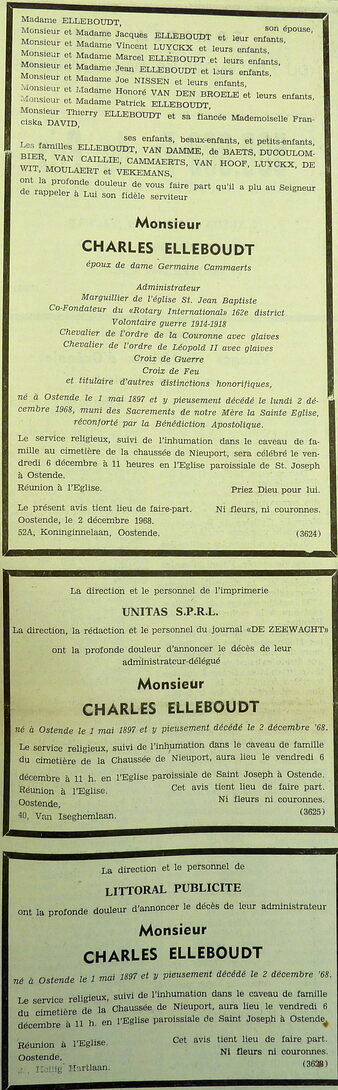 Madame ELLEBOUDT,
son épouse,
Monsieur et Madame Jacques ELLEBOUDT et leur enfants,
Monsieur et Madame Vincent LUYCKX et leurs enfants,
Monsieur et Madame Marcel ELLEBOUDT et leurs enfants,
Monsieur et Madame Jean ELLEBOUDT et leurs enfants,
Monsieur et Madame Joe NISSEN et leurs enfants,
Monsieur et Madame Honoré VAN DEN BROELE et leurs enfants,
Monsieur et Madame Patrick ELLEBOUDT,
Monsieur Thierry ELLEBOUDT et sa fiancée Mademoiselle Fran-
ciska DAVID,
ses enfants, beaux-enfants, et petits-enfants,
Les familles ELLEBOUDT, VAN DAMME, de BAETS, DUCOULOM-
BIER, VAN CAILLIE, CAMMAERTS, VAN HOOF, LUYCKX, DE
WIT, MOULAERT et VEKEMANS,
ont la profonde douleur de vous faire part qu'il a plu au Seigneur
de rappeler à Lui son fidèle serviteur
Monsieur
CHARLES ELLEBOUDT
époux de dame Germaine Cammaerts
Administrateur
Marguillier de l'église St. Jean Baptiste
Co-Fondateur du «Rotary International» 162e district
Volontaire guerre 1914-1918
Chevalier de l'ordre de la Couronne avec glaives
Chevalier de l'ordre de Léopold II avec glaives
Croix de Guerre
Croix de Feu
et titulaire d'autres distinctions honorifiques,
né à Ostende le 1 mai 1897 et y pieusement décédé le lundi 2 dé-
cembre 1968, muni des Sacrements de notre Mère la Sainte Eglise,
réconforté par la Bénédiction Apostolique.
Le service religieux, suivi de l'inhumation dans le caveau de fa-
mille au cimetière de la chaussée de Nieuport, sera célébré le ven-
dredi 6 décembre à 11 heures en l'Eglise paroissiale de St. Joseph
à Ostende.
Réunion à l'Eglise. Priez Dieu pour lui.
Le présent avis tient lieu de faire-part. Ni fleurs, ni couronnes.
Oostende, le 2 décembre 1968.
52A, Koninginnelaan, Oostende. (3624)
La direction et le personnel de l'imprimerie
UNITAS S.P.R.L.
La direction, la rédaction et le personnel du journal «DE ZEEWACHT»
ont la profonde douleur d'annoncer le décès de leur
administrateur-délégué
Monsieur
CHARLES ELLEBOUDT
né à Ostende le 1 mai 1897 et y pieusement décédé le 2 décembre '68.
Le service religieux, suivi de l'inhumation dans le caveau de famille
du cimetière de la Chaussée de Nieuport, aura lieu le vendredi 6
décembre à 11 h. en l'Eglise paroissiale de Saint Joseph à Ostende.
Réunion à l'Eglise. Cet avis tient lieu de faire part.
Oostende, Ni fleurs ni couronnes.
40, Van Iseghemlaan. (3625)
La direction et le personnel de
LITTORAL PUBLICITE
ont la profonde douleur d'annoncer le décès de leur administrateur
Monsieur
CHARLES ELLEBOUDT
né à Ostende le 1 mai 1897 et y pieusement décédé le 2 décembre '68.
Le service religieux, suivi de l'inhumation dans le caveau de famille
du cimetière de la Chaussée de Nieuport, aura lieu le vendredi 6
décembre à 11 h. en l'Eglise paroissiale de Saint Joseph à Ostende.
Réunion à l'Eglise. Cet avis tient lieu de faire part.
Oostende, Ni fleurs ni couronnes.
Heilig Hartlaan.